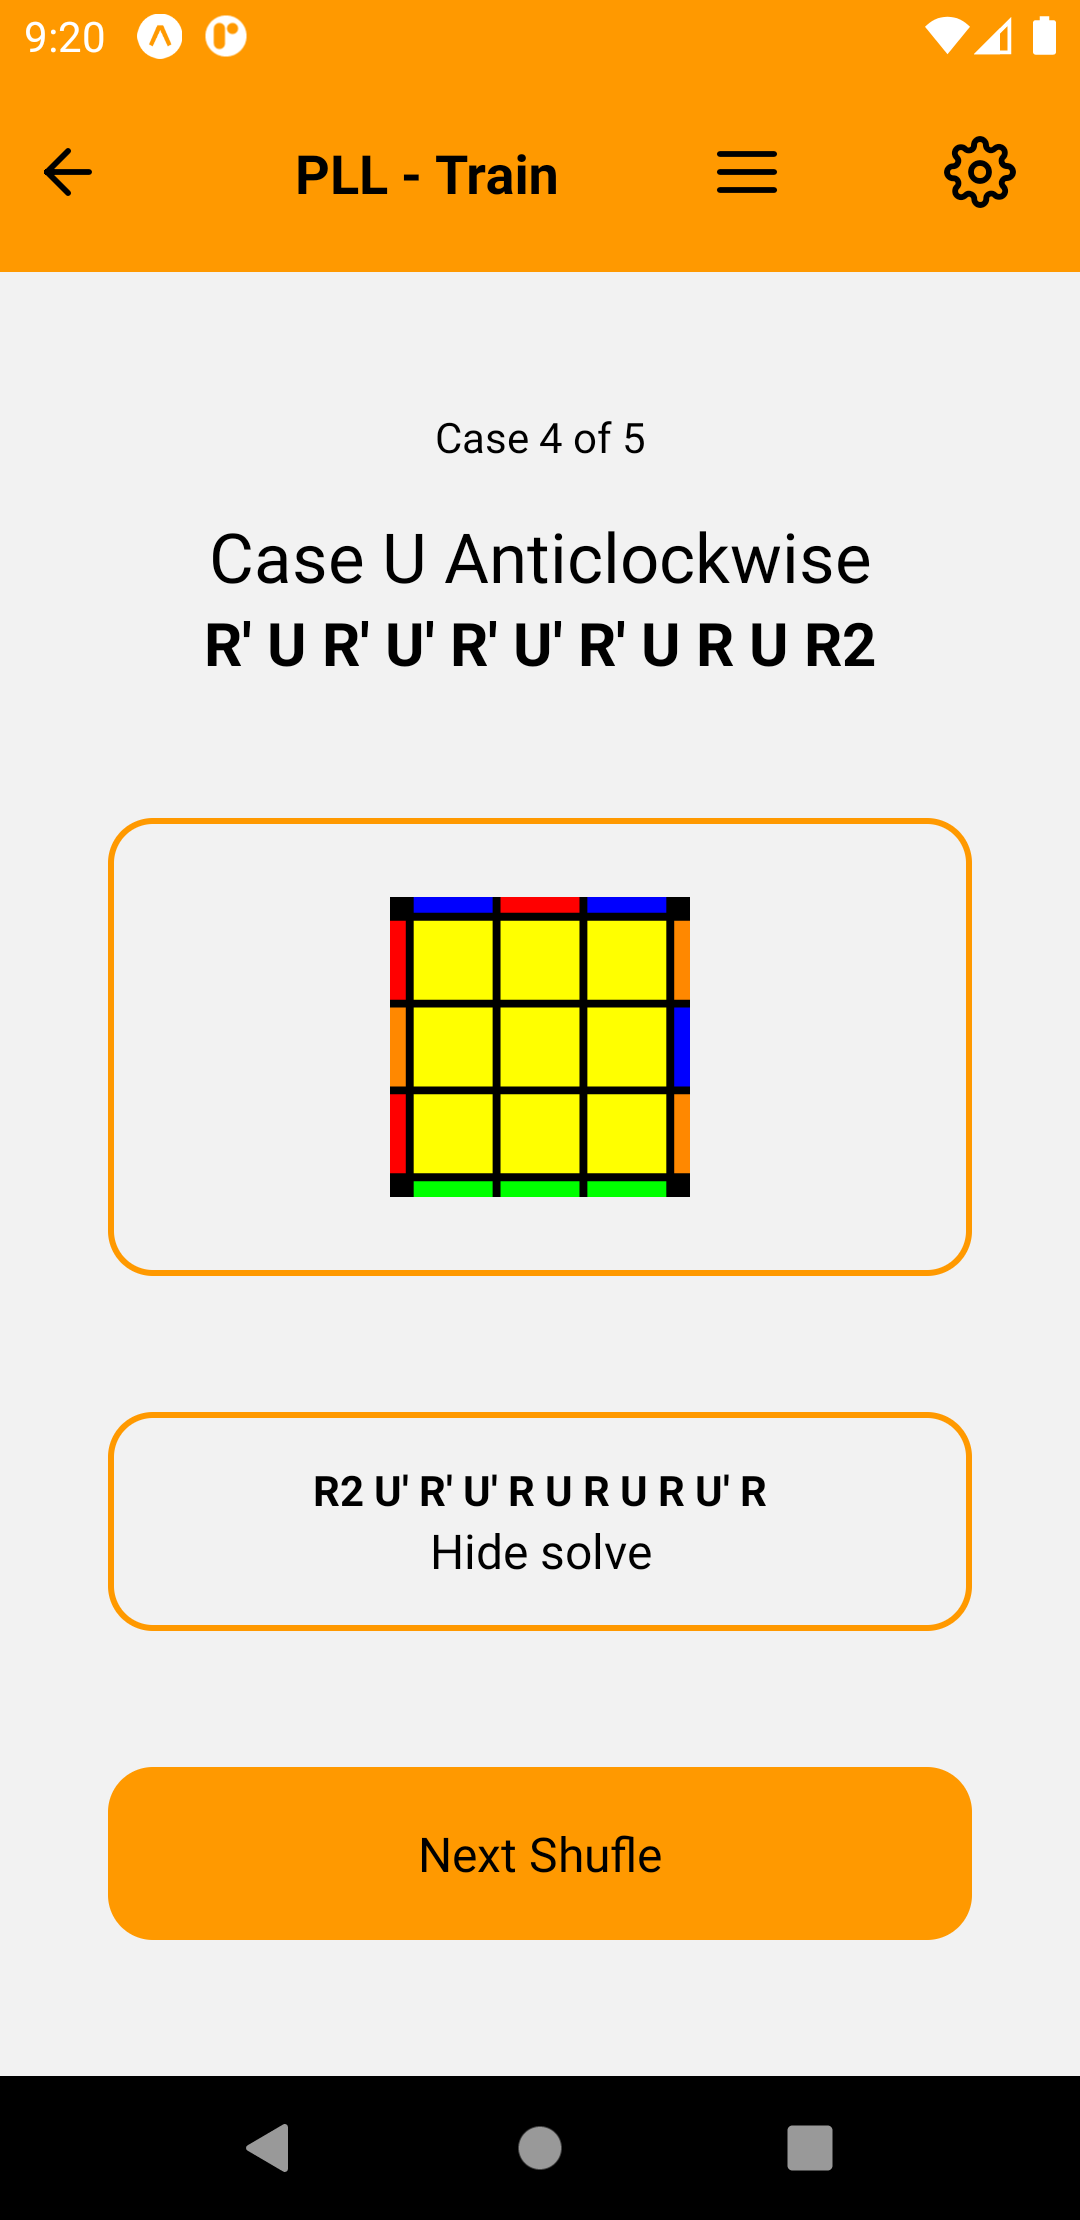 9:20
PLL - Train
Case 4 of 5
Case U Anticlockwise
R' U R' U' R' U' R' U R U R2
R2 U' R' U' R U R U R U' R
Hide solve
Next Shufle